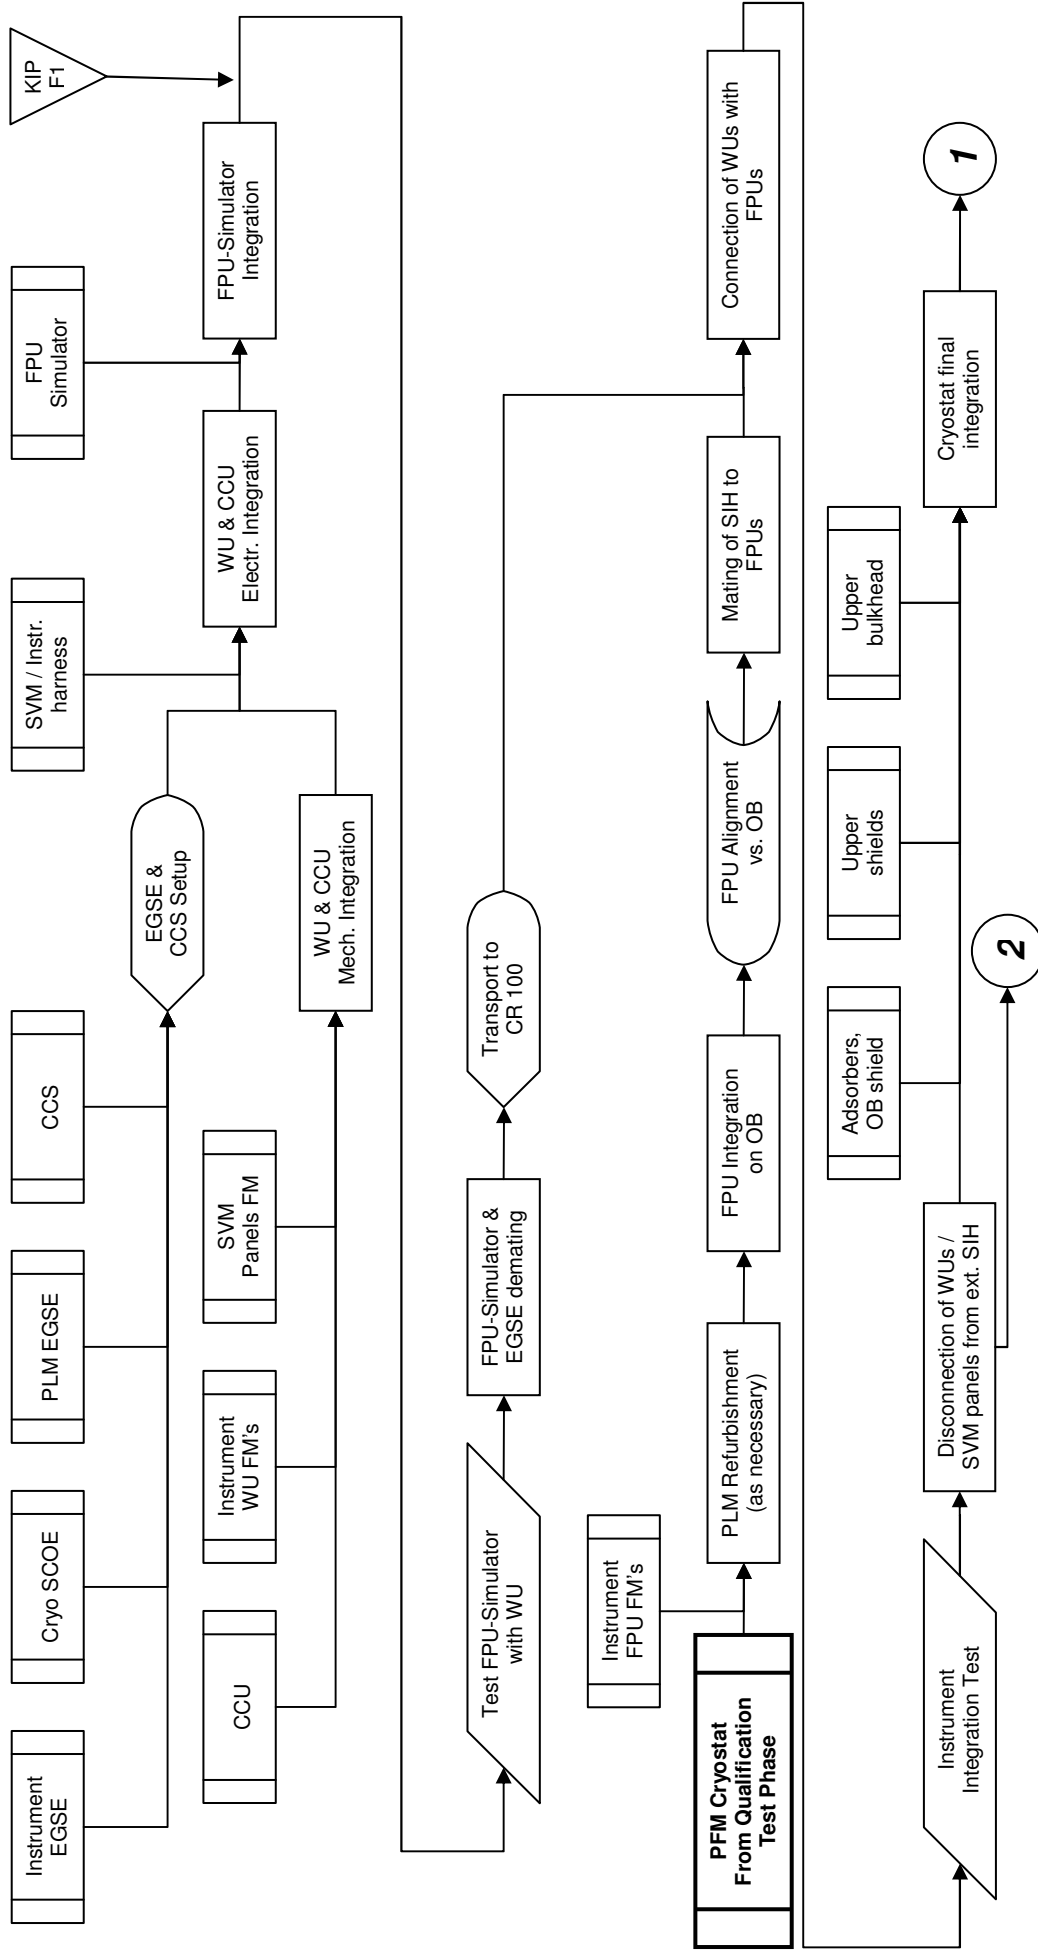 Instrument
EGSE
Cryo SCOE
PLM EGSE
CCS
SVM / Instr.
harness
FPU
Simulator
KIP
F1
EGSE &
CCS Setup
CCU
Instrument
WU FM's
SVM
Panels FM
WU & CCU
Mech. Integration
WU & CCU
Electr. Integration
FPU-Simulator
Integration
Test FPU-Simulator
with WU
FPU-Simulator &
EGSE demating
Transport to
CR 100
Instrument
FPU FM's
PFM Cryostat
From Qualification
Test Phase
PLM Refurbishment
(as necessary)
FPU Integration
on OB
FPU Alignment
vs. OB
Mating of SIH to
FPUs
Connection of WUs with
FPUs
Adsorbers,
OB shield
Upper
shields
Upper
bulkhead
Instrument
Integration Test
Disconnection of WUs /
SVM panels from ext. SIH
2
Cryostat final
integration
1